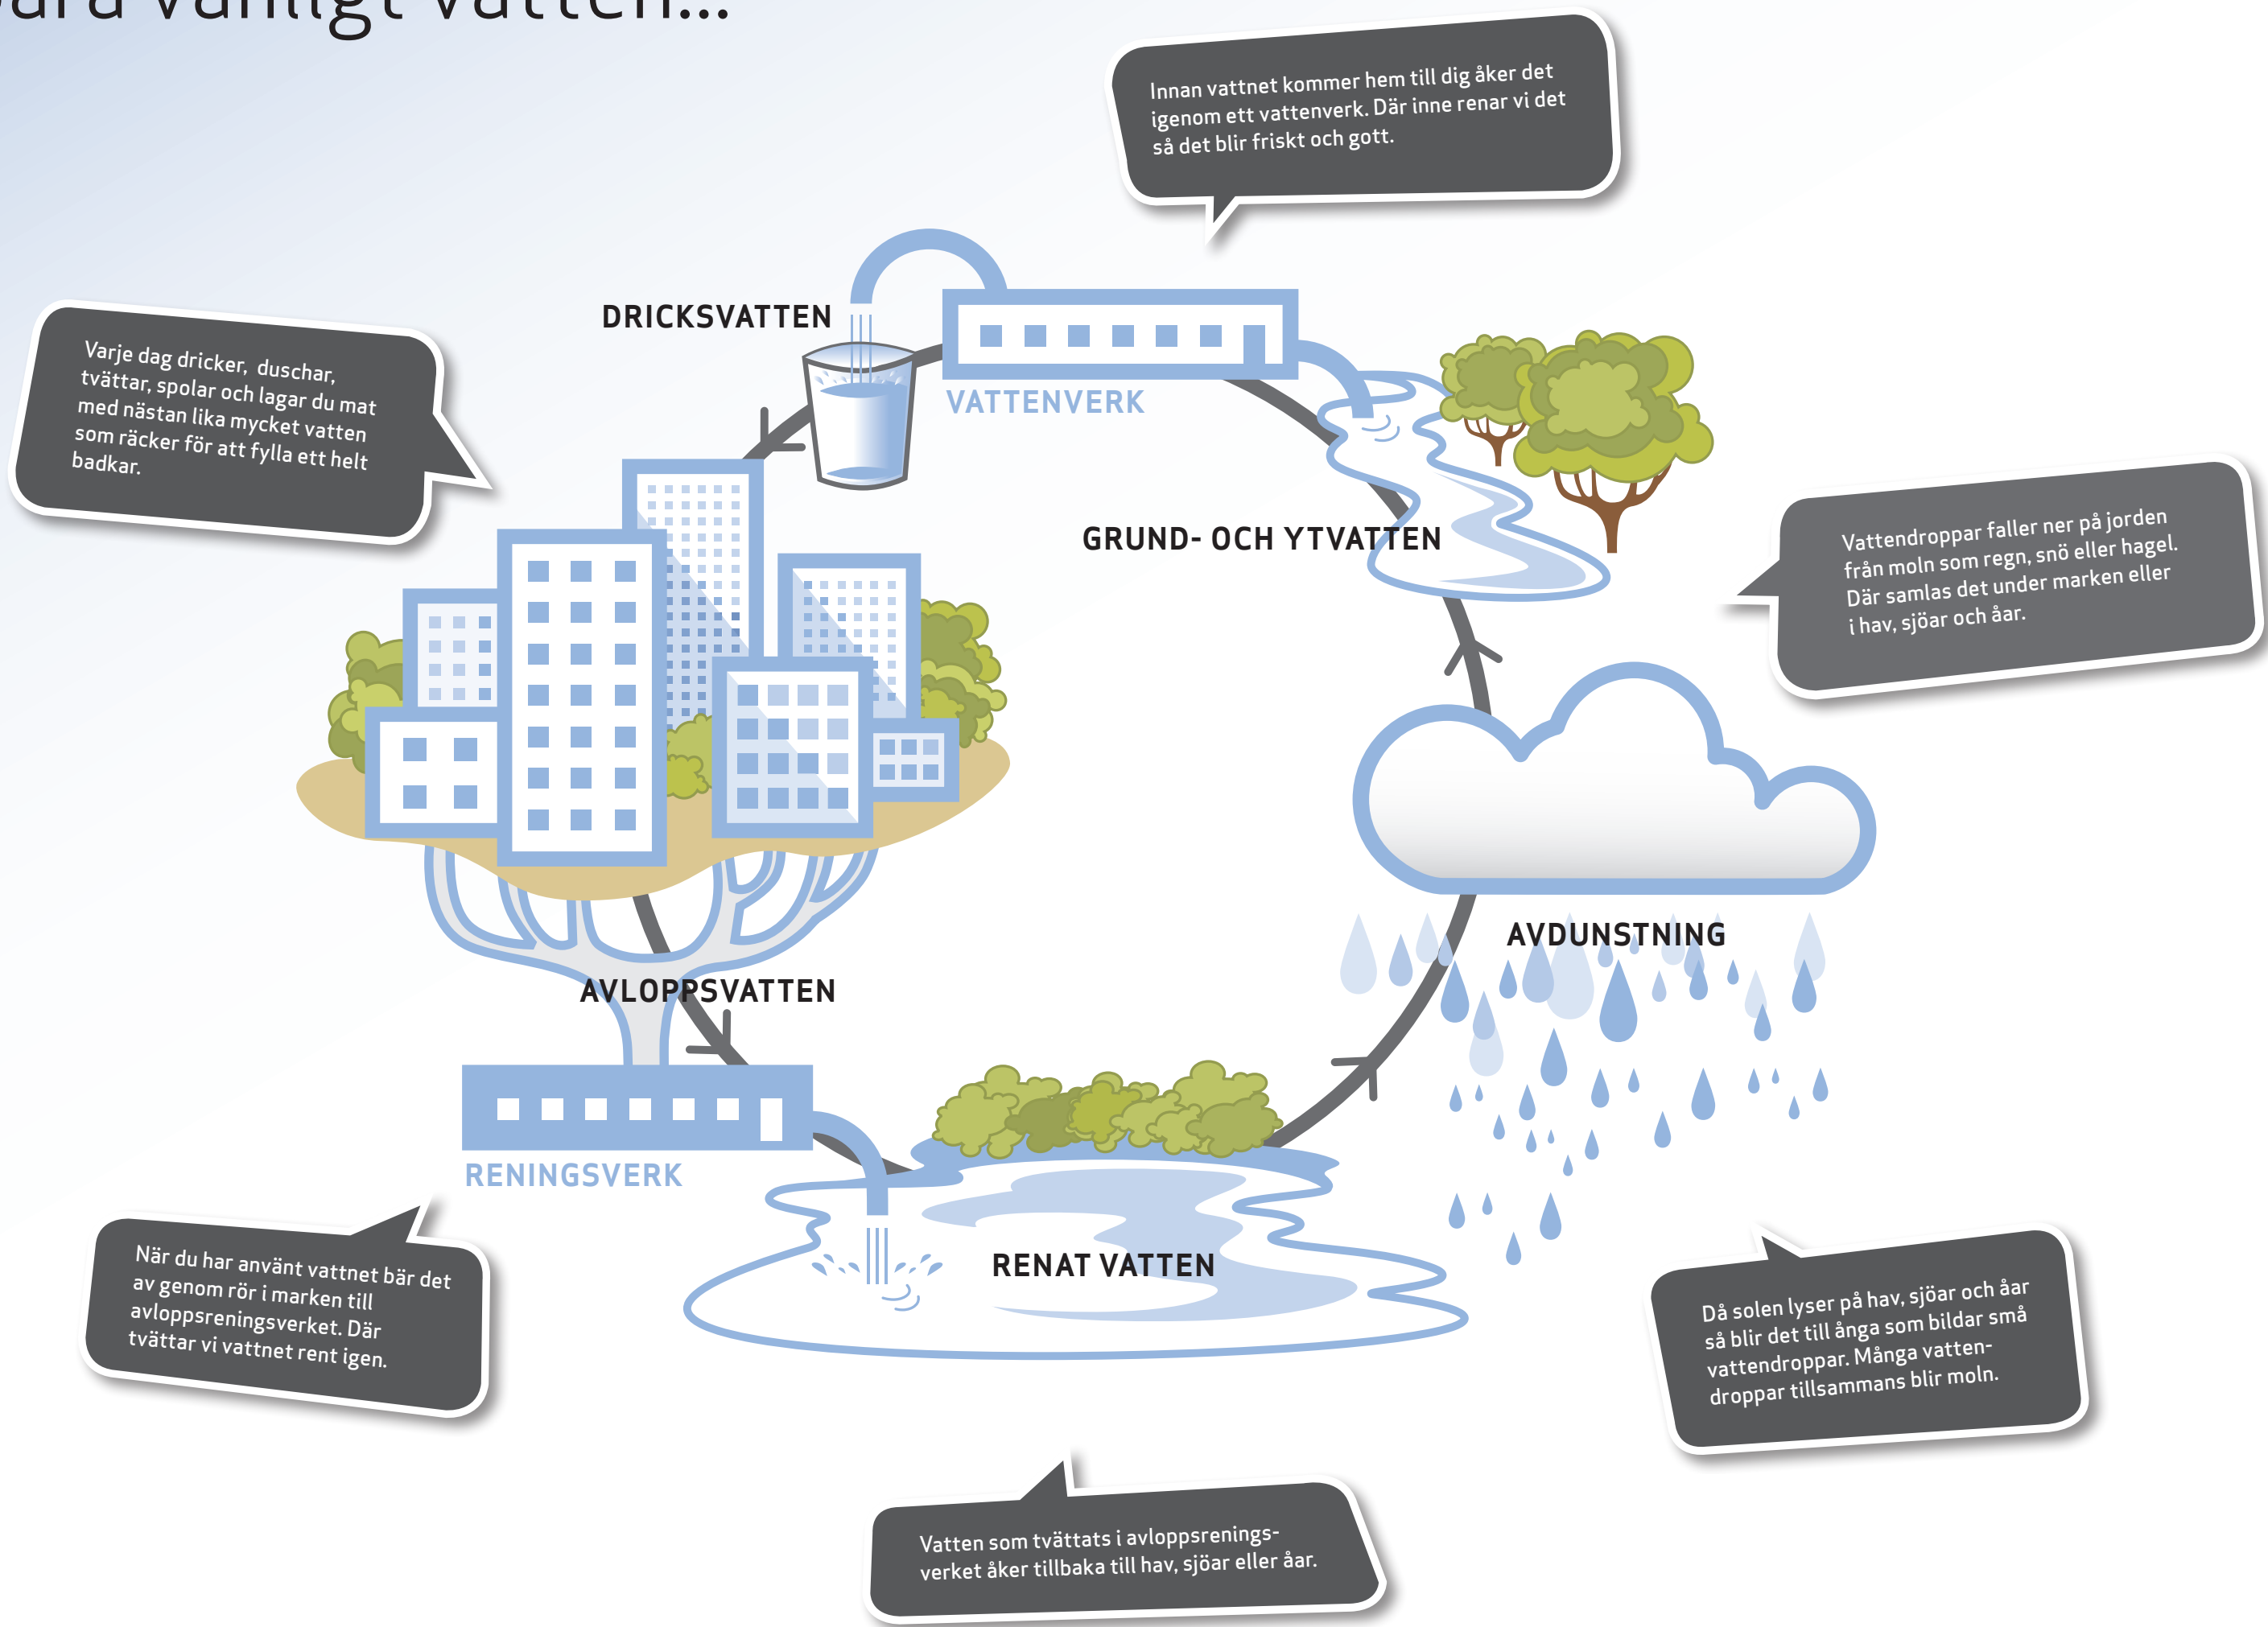 vanligt vatten...
Innan vattnet kommer hem till dig åker det
igenom ett vattenverk. Där inne renar vi det
så det blir friskt och gott.
DRICKSVATTEN
VATTENVERK
Varje dag dricker, duschar,
tvättar, spolar och lagar du mat
med nästan lika mycket vatten
som räcker för att fylla ett helt
badkar.
GRUND- OCH YTVATTEN
Vattendroppar faller ner på jorden
från moln som regn, snö eller hagel.
Där samlas det under marken eller
i hav, sjöar och åar.
AVDUNSTNING
AVLOPPSVATTEN
RENINGSVERK
När du har använt vattnet bär det
av genom rör i marken till
avloppsreningsverket. Där
tvättar vi vattnet rent igen.
RENAT VATTEN
Då solen lyser på hav, sjöar och åar
så blir det till ånga som bildar små
vattendroppar. Många vatten-
droppar tillsammans blir moln.
Vatten som tvättats i avloppsrenings-
verket åker tillbaka till hav, sjöar eller åar.